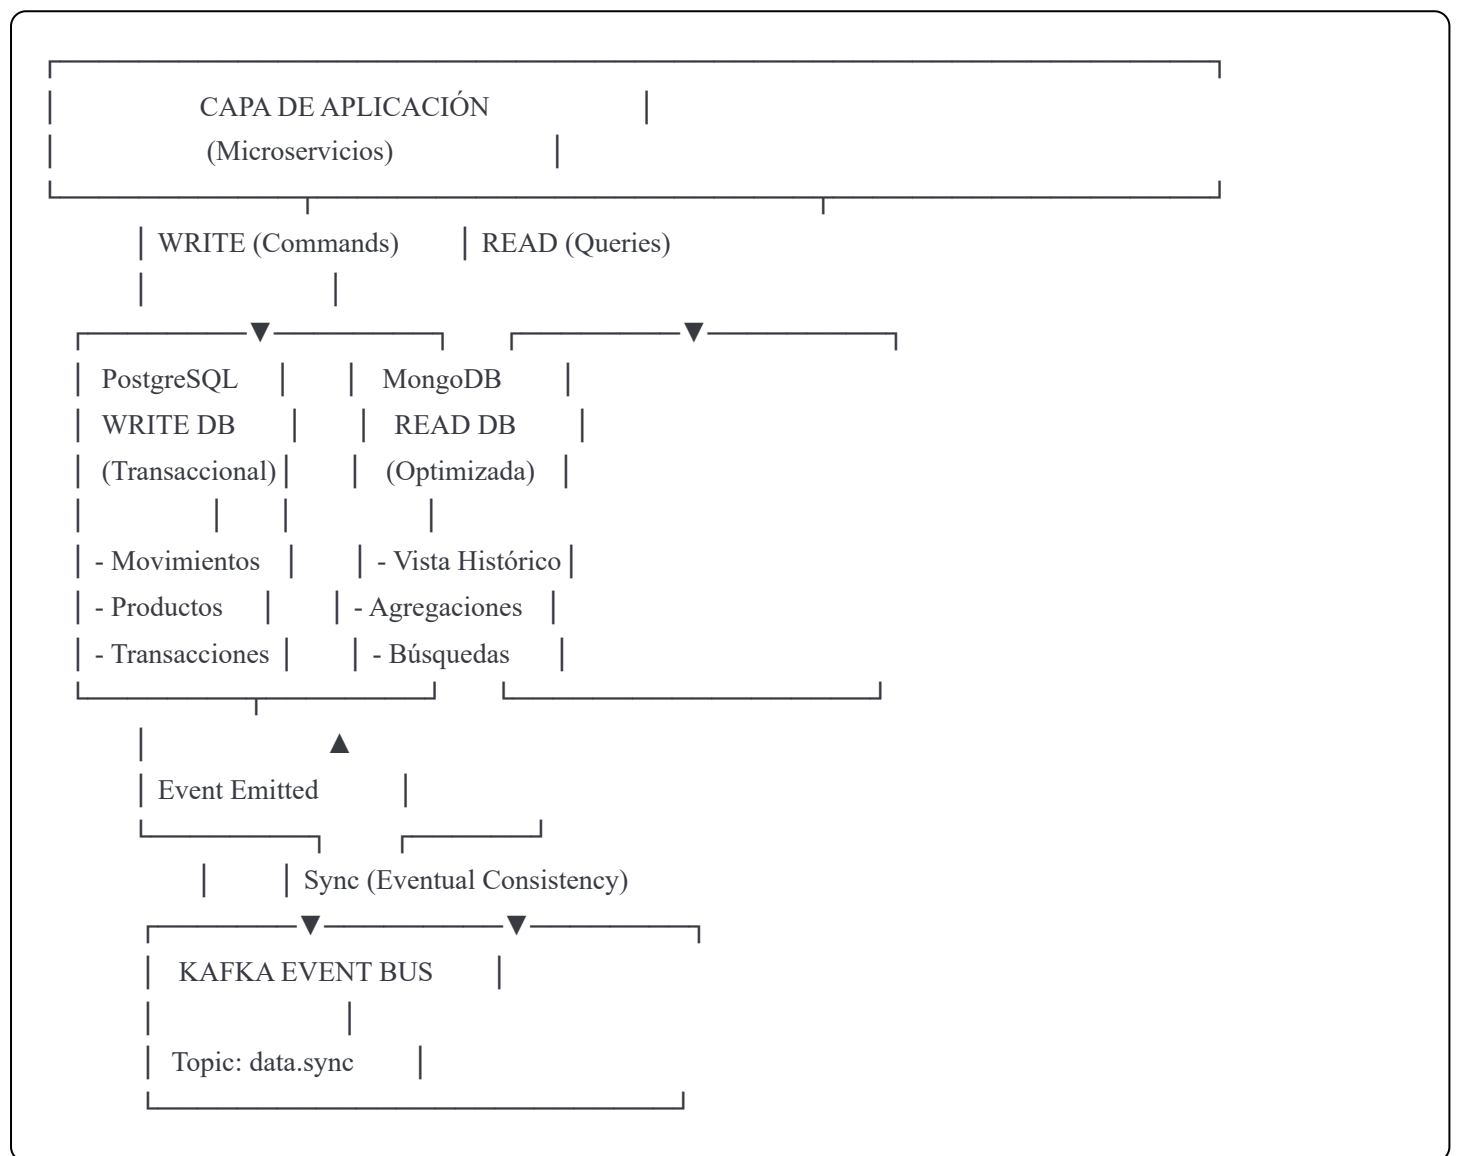 CAPA DE APLICACIÓN
(Microservicios)
WRITE (Commands) READ (Queries)
PostgreSQL MongoDB
WRITE DB READ DB
(Transaccional) (Optimizada)
- Movimientos - Vista Histórico
- Productos - Agregaciones
- Transacciones - Búsquedas
Event Emitted
Sync (Eventual Consistency)
KAFKA EVENT BUS
Topic: data.sync